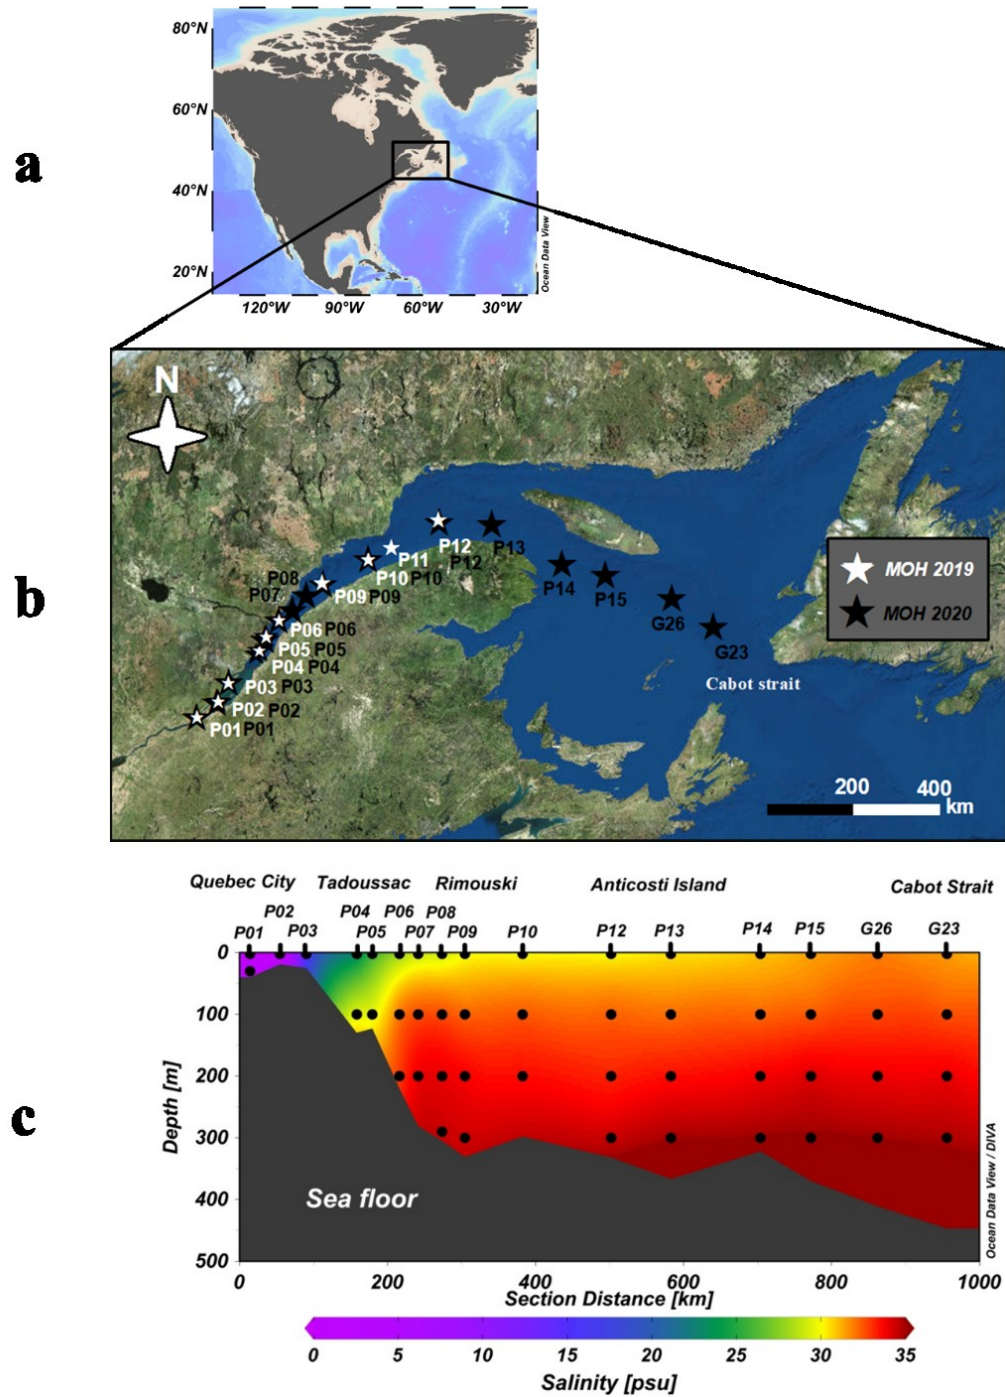 a
80°N
60°N
40°N
20°N
120°W 90°W 60°W 30°W
Ocean Data View
b
N
P12
P12
P13
P11
P10 P10
P09 P09
P08
P07
P06 P06
P05 P05
P04 P04
P03 P03
P02 P02
P01 P01
P14
P15
G26
G23
Cabot strait
MOH 2019
MOH 2020
200 400
km
c
Quebec City Tadoussac Rimouski Anticosti Island Cabot Strait
P01 P02 P03 P04 P05 P06 P07 P08 P09 P10 P12 P13 P14 P15 G26 G23
Depth [m]
0
100
200
300
400
500
Sea floor
Ocean Data View / DIVA
0 200 400 600 800 1000
Section Distance [km]
0 5 10 15 20 25 30 35
Salinity [psu]